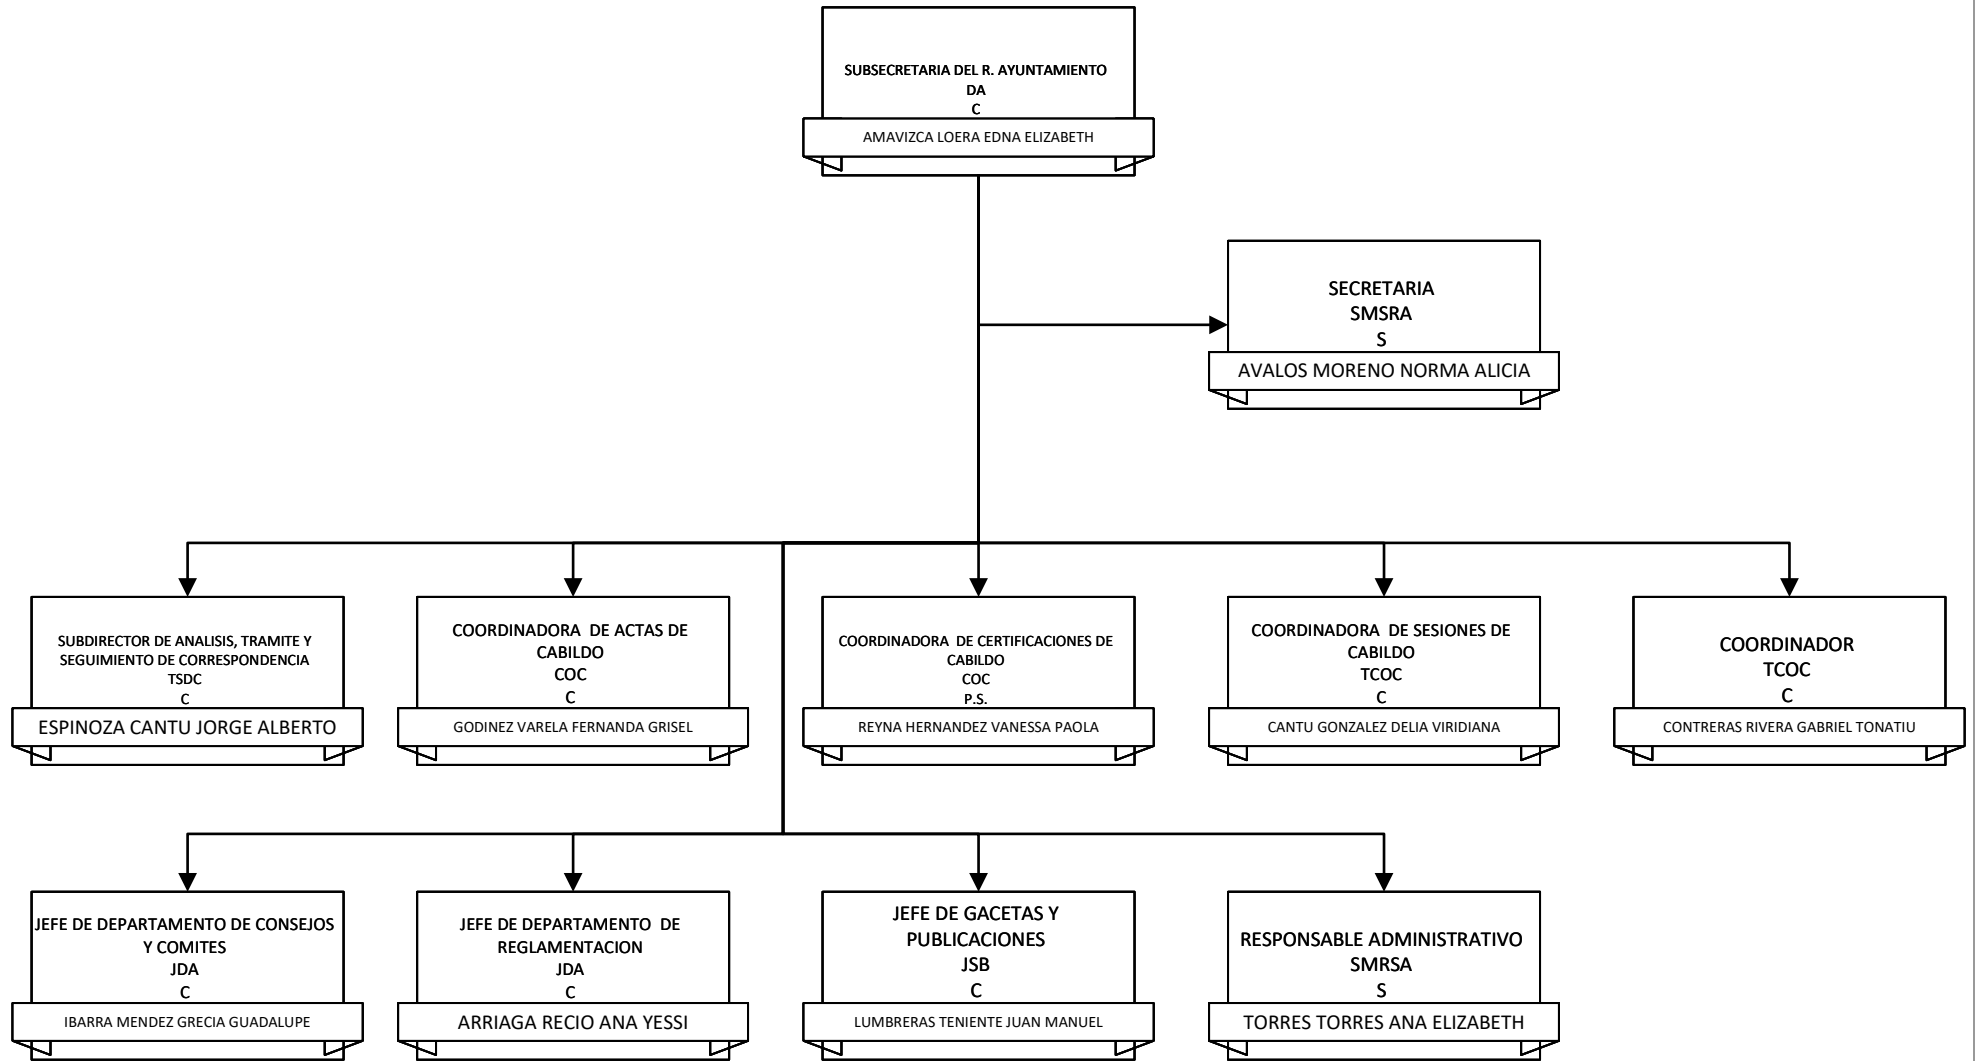 SUBSECRETARIA DEL R. AYUNTAMIENTO
DA
C
AMAVIZCA LOERA EDNA ELIZABETH
SECRETARIA
SMSRA
S
AVALOS MORENO NORMA ALICIA
SUBDIRECTOR DE ANALISIS, TRAMITE Y
SEGUIMIENTO DE CORRESPONDENCIA
TSDC
C
ESPINOZA CANTU JORGE ALBERTO
COORDINADORA  DE ACTAS DE
CABILDO
COC
C
GODINEZ VARELA FERNANDA GRISEL
COORDINADORA  DE CERTIFICACIONES DE
CABILDO
COC
P.S.
REYNA HERNANDEZ VANESSA PAOLA
COORDINADORA  DE SESIONES DE
CABILDO
TCOC
C
CANTU GONZALEZ DELIA VIRIDIANA
COORDINADOR
TCOC
C
CONTRERAS RIVERA GABRIEL TONATIU
JEFE DE DEPARTAMENTO DE CONSEJOS
Y COMITES
JDA
C
IBARRA MENDEZ GRECIA GUADALUPE
JEFE DE DEPARTAMENTO  DE
REGLAMENTACION
JDA
C
ARRIAGA RECIO ANA YESSI
JEFE DE GACETAS Y
PUBLICACIONES
JSB
C
LUMBRERAS TENIENTE JUAN MANUEL
RESPONSABLE ADMINISTRATIVO
SMRSA
S
TORRES TORRES ANA ELIZABETH